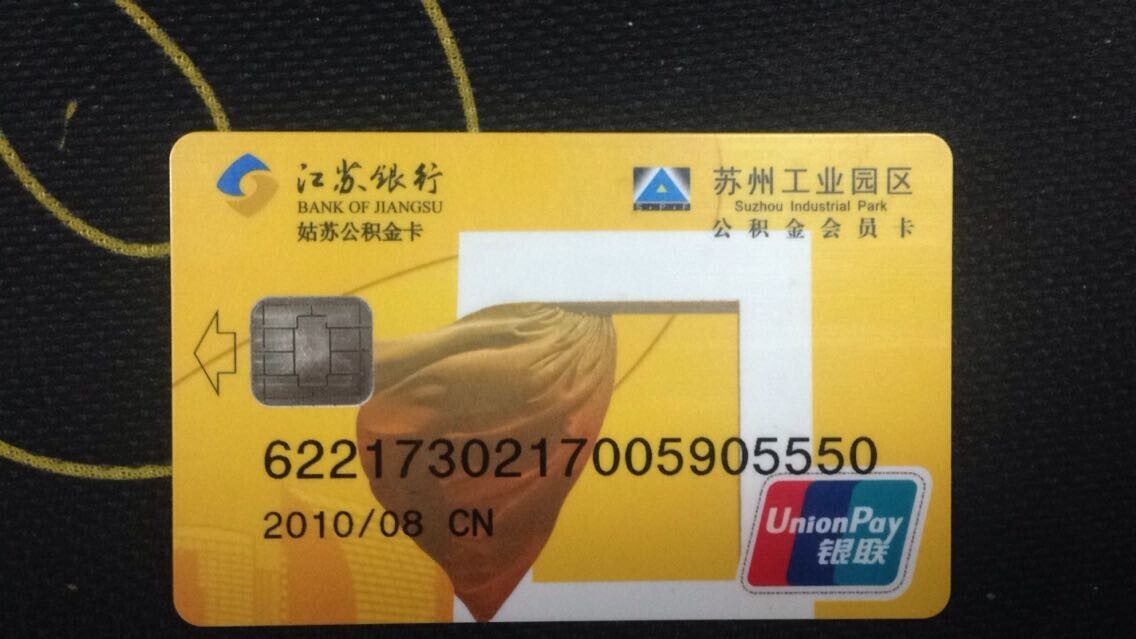 江苏银行
BANK OF JIANGSU
姑苏公积金卡
S.P.F
苏州工业园区
Suzhou Industrial Park
公积金会员卡
6221730217005905550
2010/08 CN
UnionPay
银联